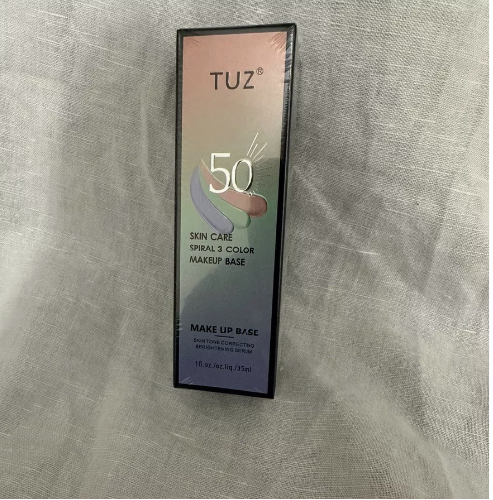 TUZ®
50
SKIN CARE
SPIRAL 3 COLOR
MAKEUP BASE
MAKE UP BASE
SKIN TONE CORRECTING
BRIGHTENING SERUM
1fl.oz./oz.liq./35ml